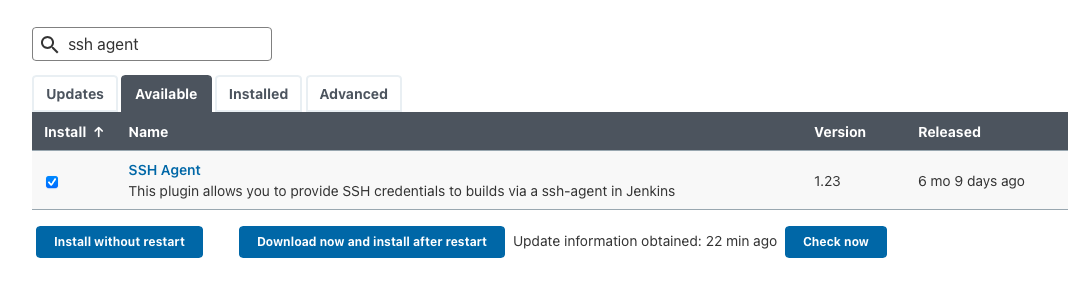 ssh agent
Updates Available Installed Advanced
Install ↑ Name Version Released
SSH Agent
This plugin allows you to provide SSH credentials to builds via a ssh-agent in Jenkins 1.23 6 mo 9 days ago
Install without restart Download now and install after restart Update information obtained: 22 min ago Check now